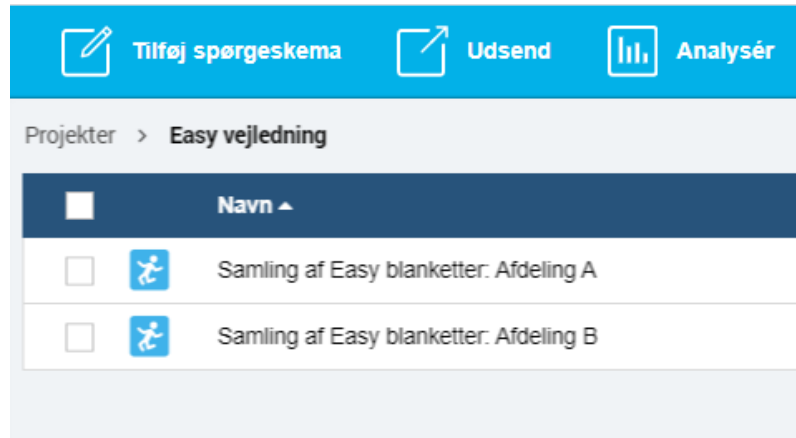 Tilføj spørgeskema Udsend Analysér
Projekter > Easy vejledning
Navn
Samling af Easy blanketter: Afdeling A
Samling af Easy blanketter: Afdeling B